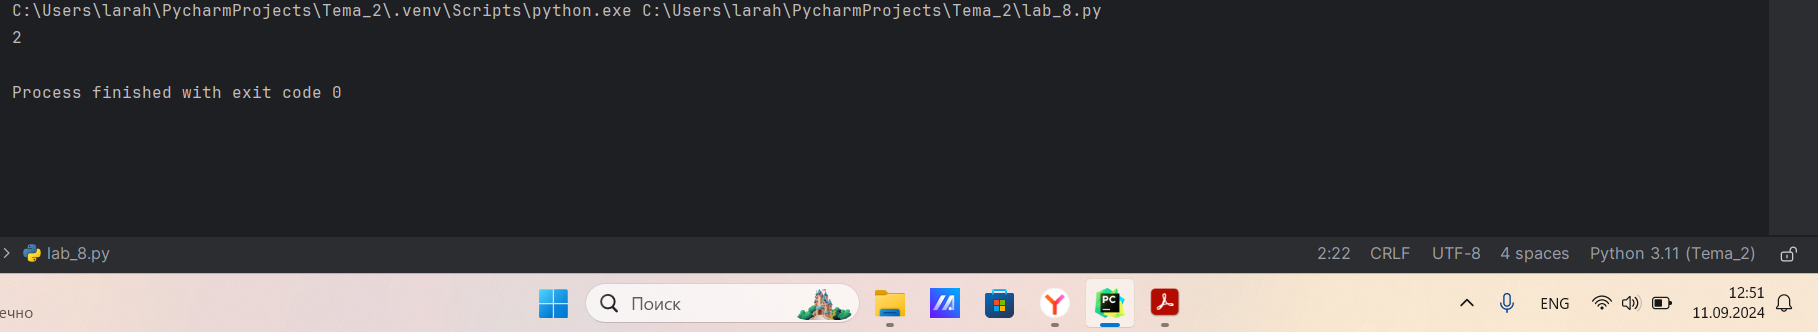 C:\Users\larah\PycharmProjects\Tema_2\.venv\Scripts\python.exe C:\Users\larah\PycharmProjects\Tema_2\lab_8.py
2
Process finished with exit code 0
lab_8.py 2:22 CRLF UTF-8 4 spaces Python 3.11 (Tema_2)
ечно Поиск PC ENG 12:51
11.09.2024